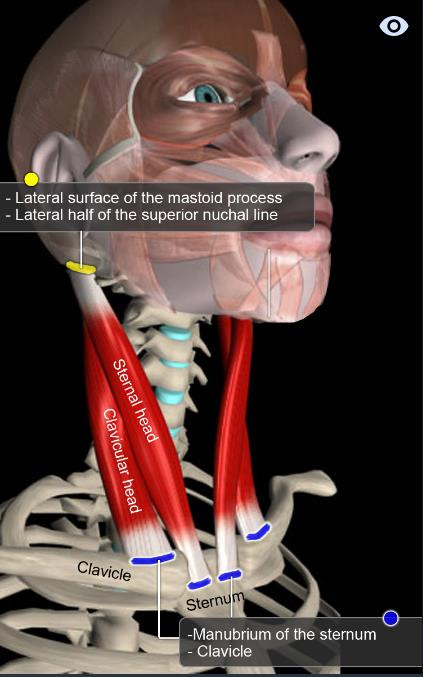 - Lateral surface of the mastoid process
- Lateral half of the superior nuchal line
Sternal head
Clavicular head
Clavicle
Sternum
-Manubrium of the sternum
- Clavicle